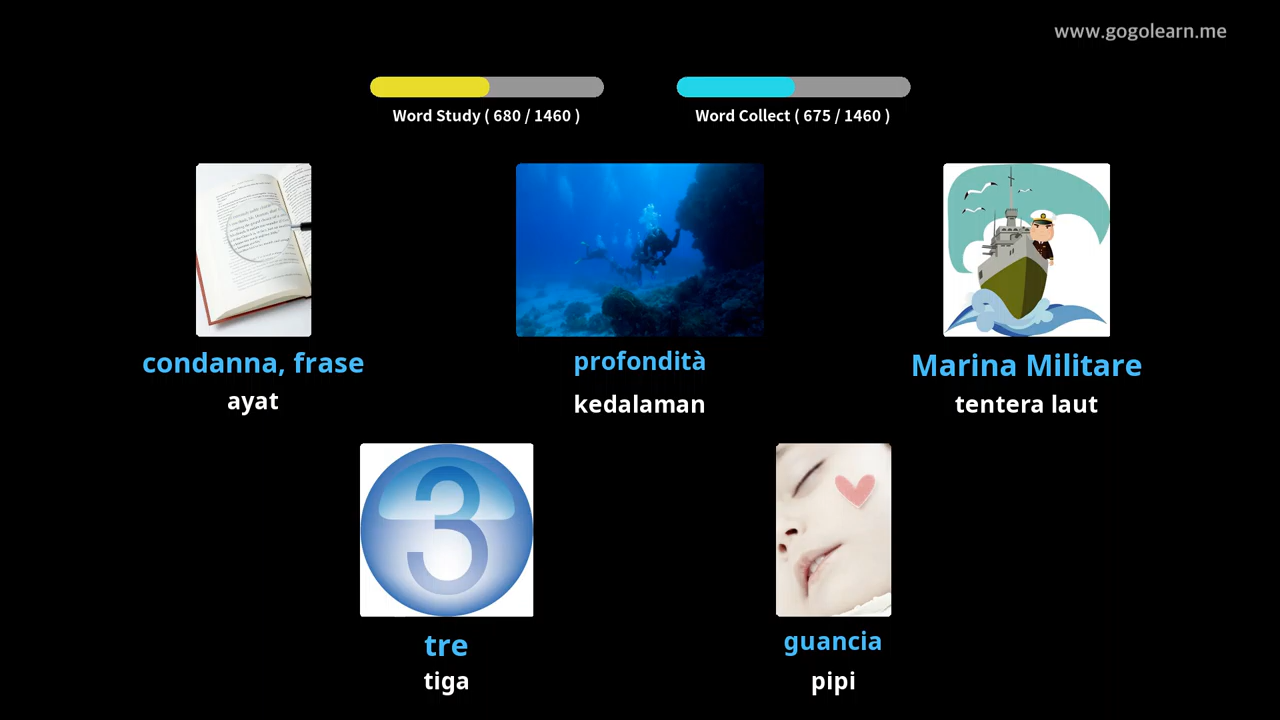 www.gogolearn.me
Word Study ( 680 / 1460 )
Word Collect ( 675 / 1460 )
condanna, frase
profondità
Marina Militare
ayat
kedalaman
tentera laut
3
tre
guancia
tiga
pipi